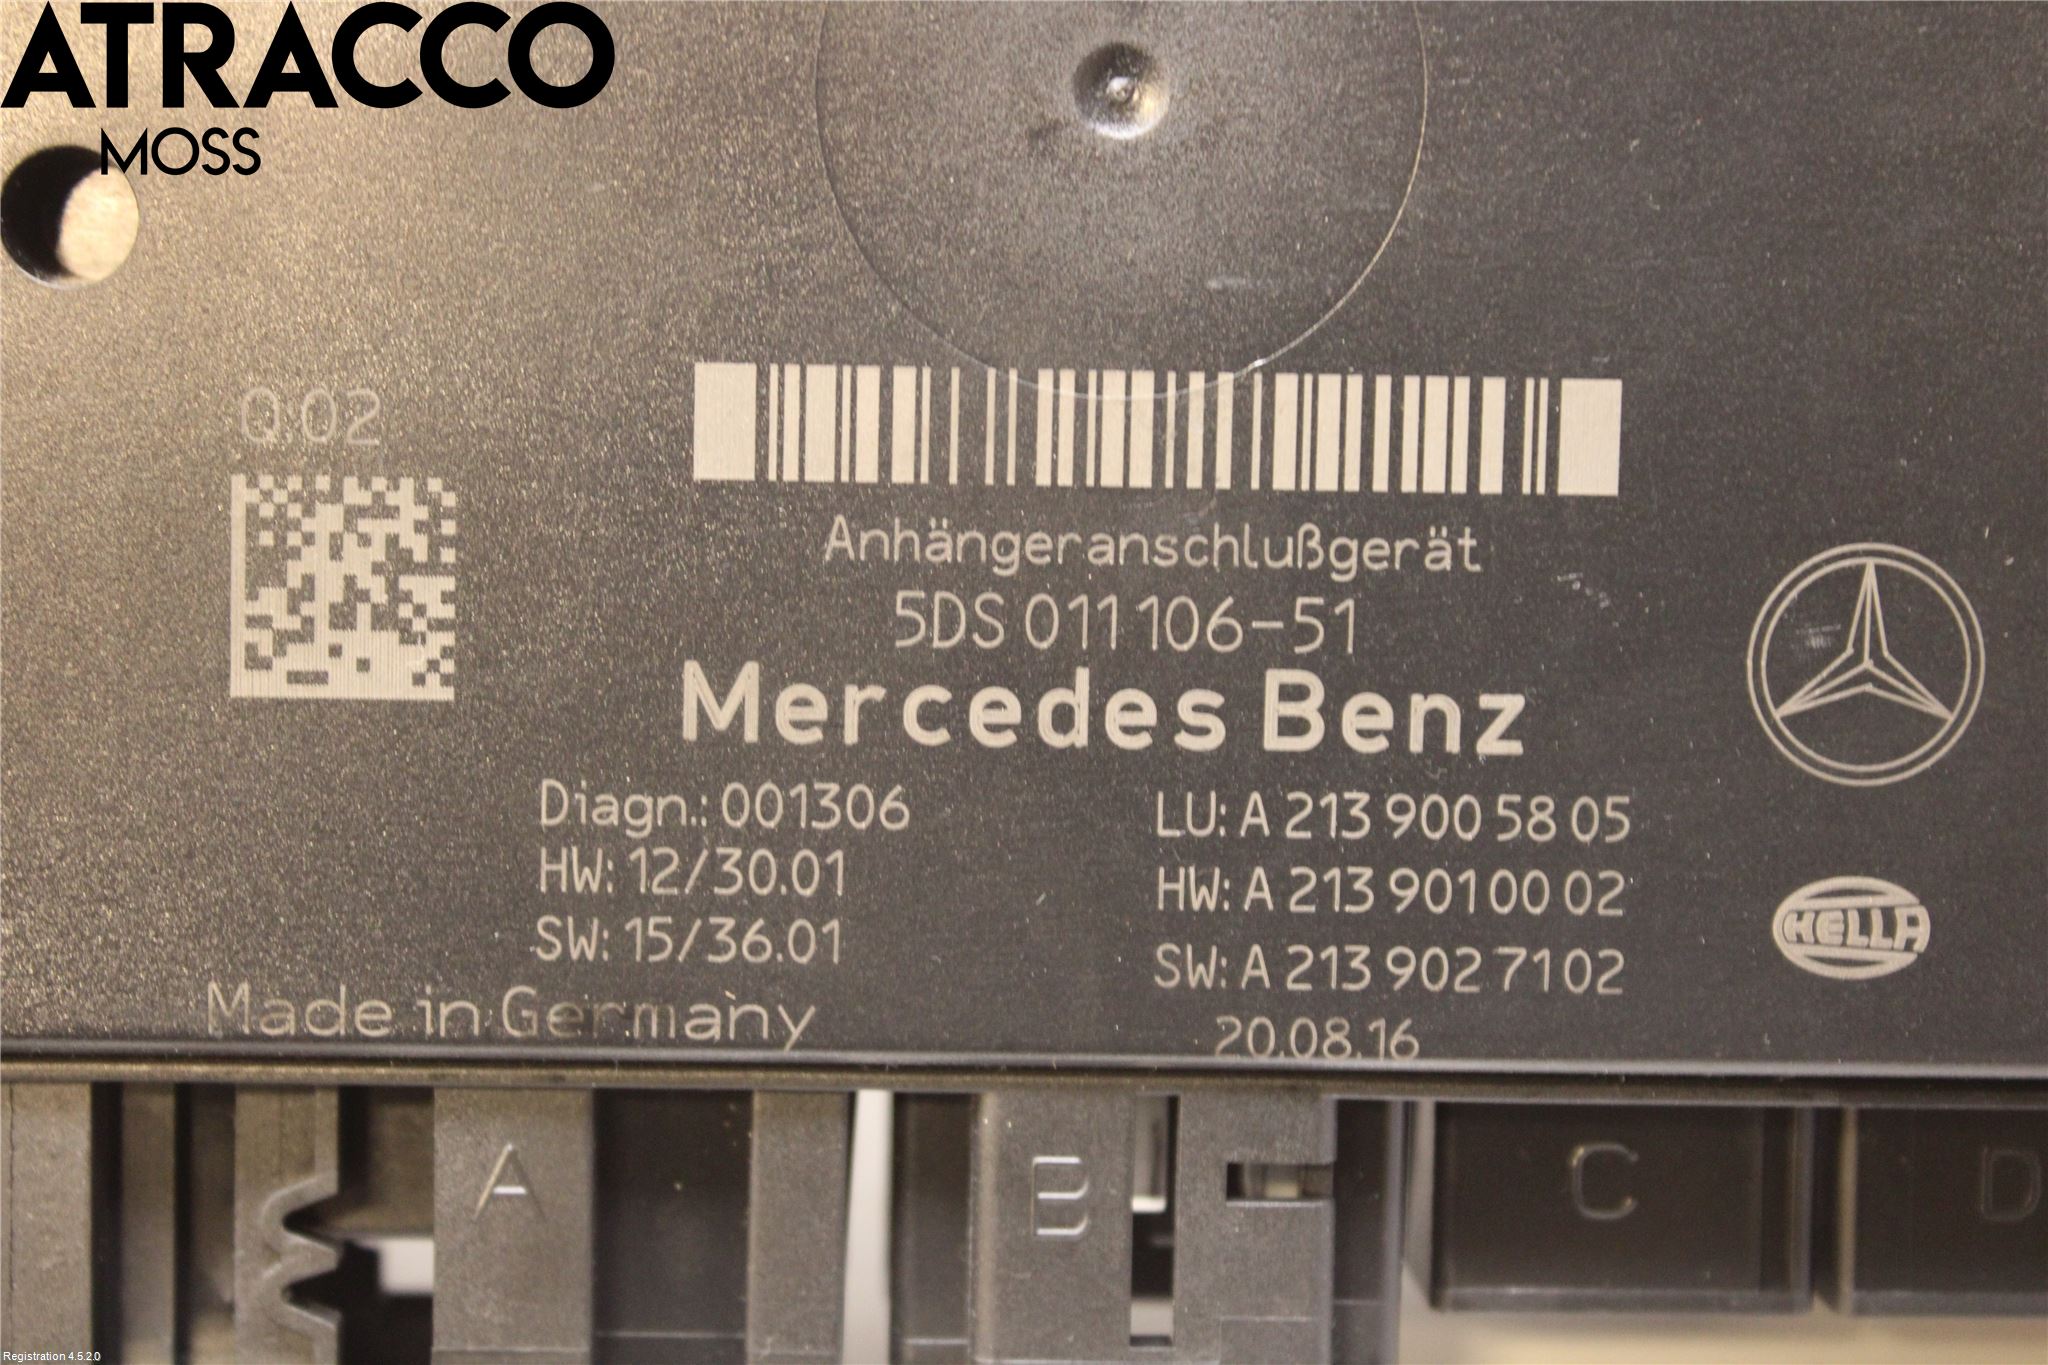 ATRACCO
MOSS
Q.02
Anhängeranschlußgerät
5DS 011 106-51
Mercedes Benz
Diagn.: 001306
HW: 12/30.01
SW: 15/36.01
LU: A 213 900 58 05
HW: A 213 901 00 02
SW: A 213 902 71 02
HELLA
Made in Germany
20.08.16
A
B
C
D
Registration 4.5.2.0